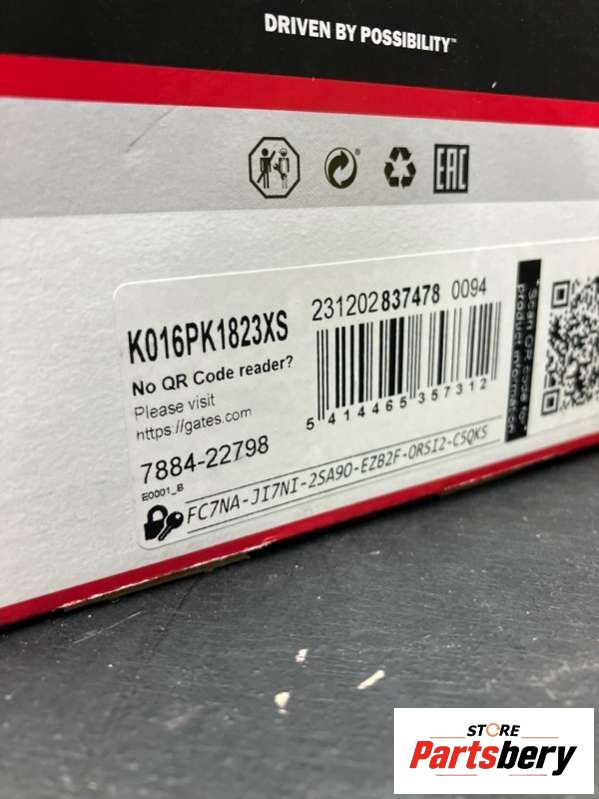 DRIVEN BY POSSIBILITY™
EAC
K016PK1823XS
231202837478 0094
No QR Code reader?
Please visit
https://gates.com
5 414465 357312
7884-22798
E0001_B
FC7NA-JI7NI-2SA9O-EZB2F-ORSI2-C5QKS
"Scan QR code for"
product information
STORE
Partsbery